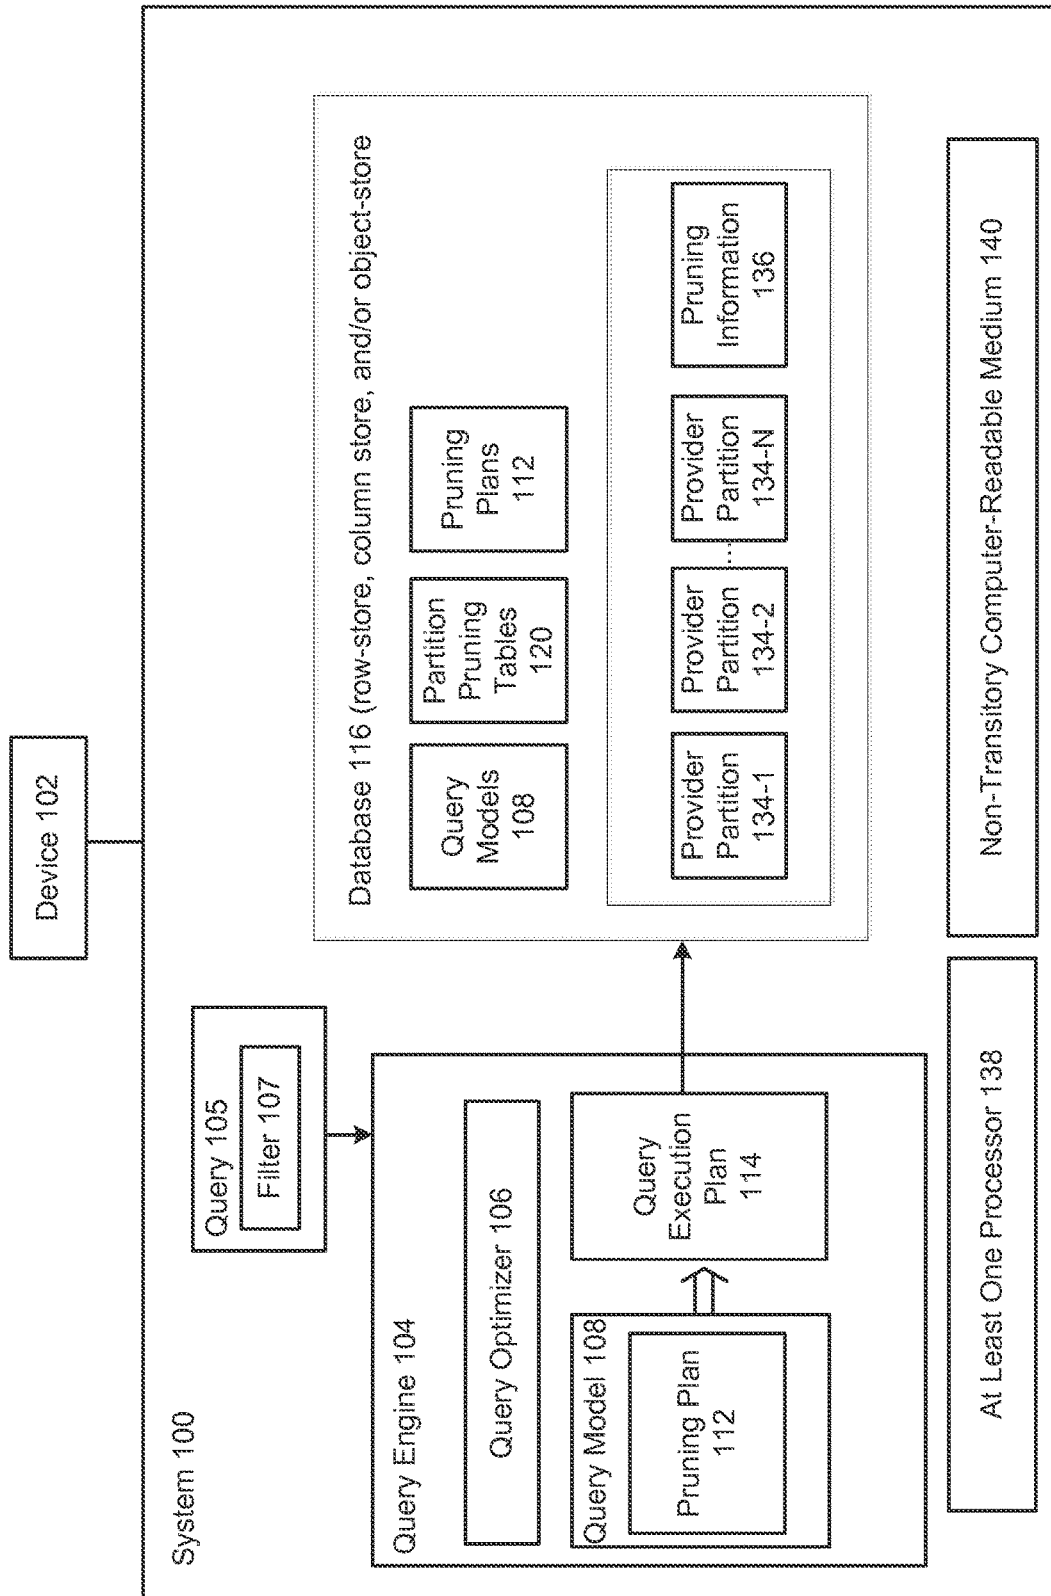 Device 102
System 100
Query 105
Filter 107
Query Engine 104
Query Optimizer 106
Query Model 108
Pruning Plan
112
Query
Execution
Plan
114
Database 116 (row-store, column store, and/or object-store
Query
Models
108
Partition
Pruning
Tables
120
Pruning
Plans
112
Provider
Partition
134-1
Provider
Partition
134-2
...
Provider
Partition
134-N
Pruning
Information
136
At Least One Processor 138
Non-Transitory Computer-Readable Medium 140